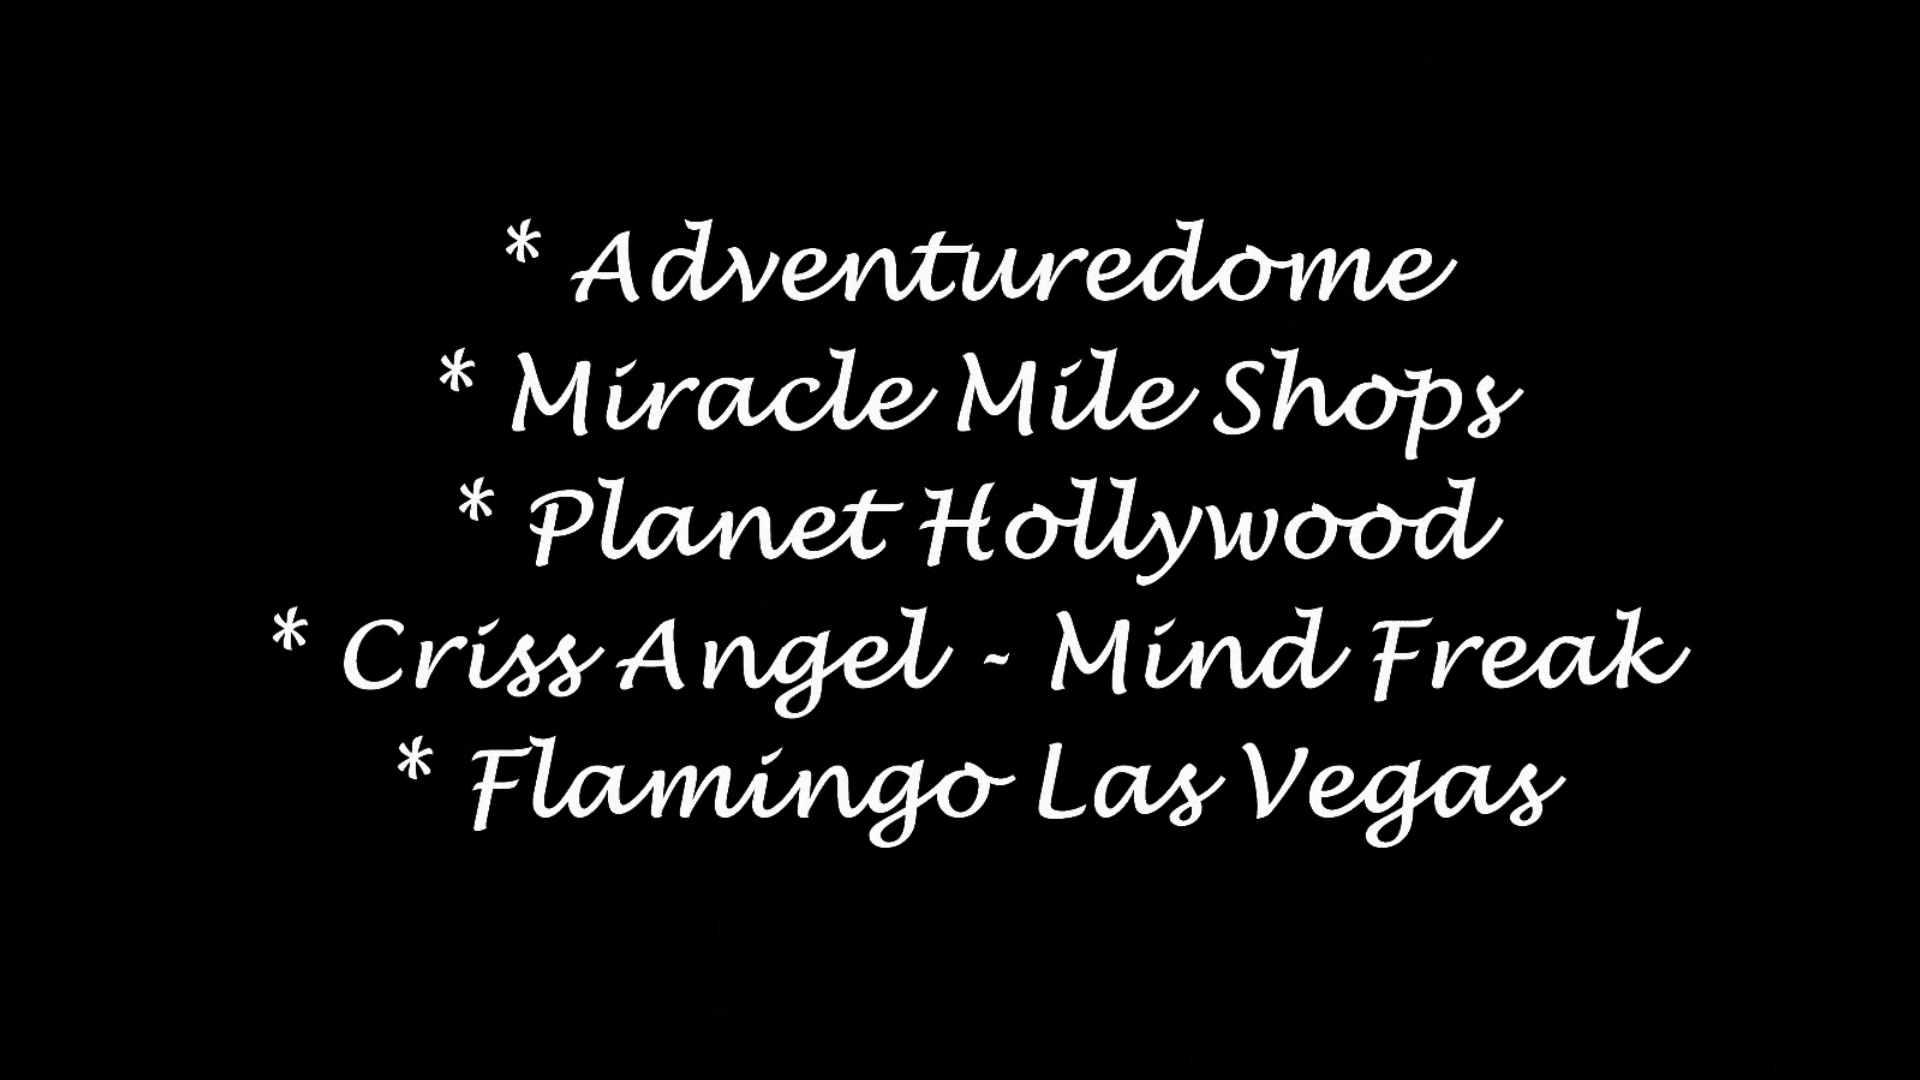 * Adventuredome
* Miracle Mile Shops
* Planet Hollywood
* Criss Angel - Mind Freak
* Flamingo Las Vegas